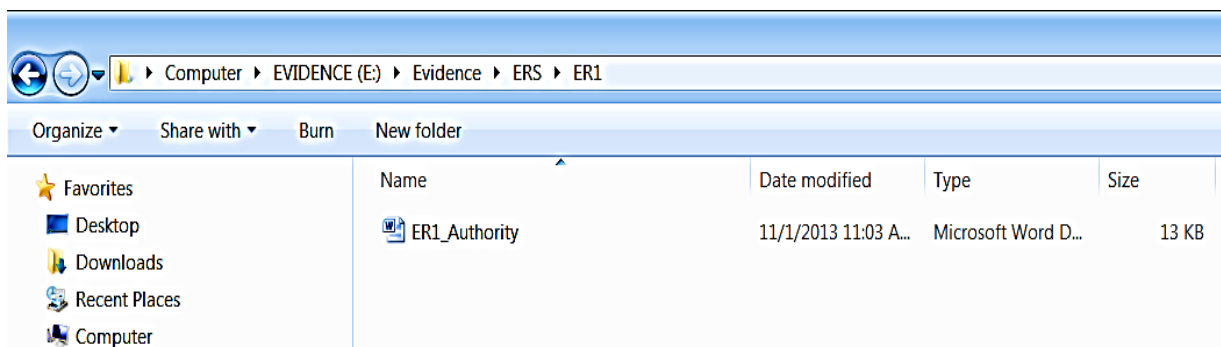 Computer EVIDENCE (E:) Evidence ERS ER1
Organize Share with Burn New folder
Favorites
Desktop
Downloads
Recent Places
Computer
Name Date modified Type Size
ER1_Authority 11/1/2013 11:03 A... Microsoft Word D... 13 KB